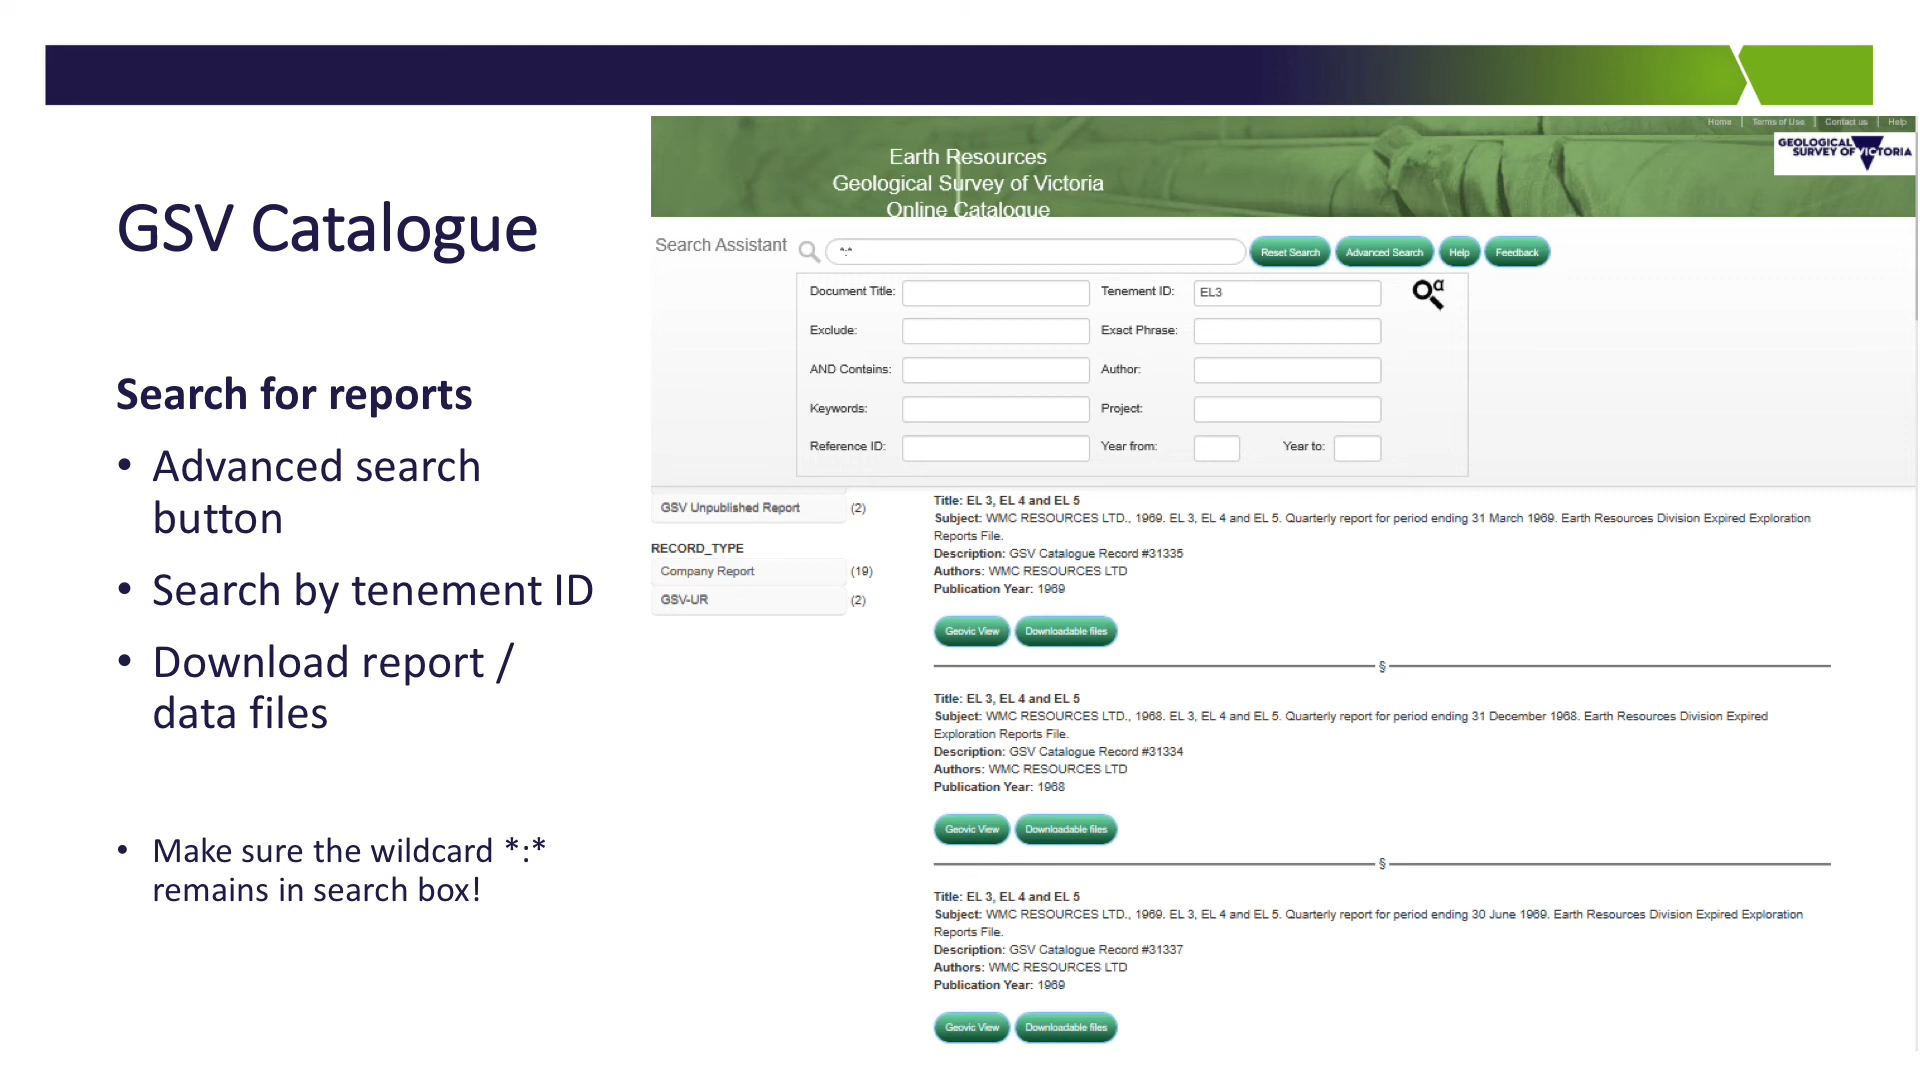 Home | Terms of Use | Contact us | Help
GEOLOGICAL
SURVEY OF VICTORIA
Earth Resources
Geological Survey of Victoria
Online Catalogue
GSV Catalogue
Search for reports
• Advanced search
button
• Search by tenement ID
• Download report /
data files
• Make sure the wildcard *:*
remains in search box!
Search Assistant *:* Reset Search Advanced Search Help Feedback
Document Title: Tenement ID: EL3
Exclude: Exact Phrase:
AND Contains: Author:
Keywords: Project:
Reference ID: Year from: Year to:
GSV Unpublished Report (2)
RECORD_TYPE
Company Report (19)
GSV-UR (2)
Title: EL 3, EL 4 and EL 5
Subject: WMC RESOURCES LTD., 1969. EL 3, EL 4 and EL 5. Quarterly report for period ending 31 March 1969. Earth Resources Division Expired Exploration
Reports File.
Description: GSV Catalogue Record #31335
Authors: WMC RESOURCES LTD
Publication Year: 1969
Geovic View Downloadable files
§
Title: EL 3, EL 4 and EL 5
Subject: WMC RESOURCES LTD., 1968. EL 3, EL 4 and EL 5. Quarterly report for period ending 31 December 1968. Earth Resources Division Expired
Exploration Reports File.
Description: GSV Catalogue Record #31334
Authors: WMC RESOURCES LTD
Publication Year: 1968
Geovic View Downloadable files
§
Title: EL 3, EL 4 and EL 5
Subject: WMC RESOURCES LTD., 1969. EL 3, EL 4 and EL 5. Quarterly report for period ending 30 June 1969. Earth Resources Division Expired Exploration
Reports File.
Description: GSV Catalogue Record #31337
Authors: WMC RESOURCES LTD
Publication Year: 1969
Geovic View Downloadable files